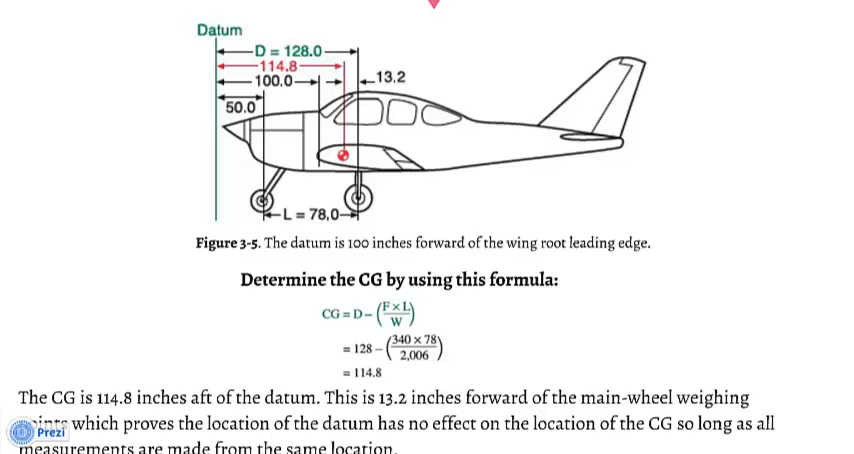 Datum
D = 128.0
114.8
100.0
13.2
50.0
L = 78.0
Figure 3-5. The datum is 100 inches forward of the wing root leading edge.
Determine the CG by using this formula:
CG = D – (F × L / W)
= 128 – (340 × 78 / 2,006)
= 114.8
The CG is 114.8 inches aft of the datum. This is 13.2 inches forward of the main-wheel weighing
which proves the location of the datum has no effect on the location of the CG so long as all
Prezi
measurements are made from the same location.